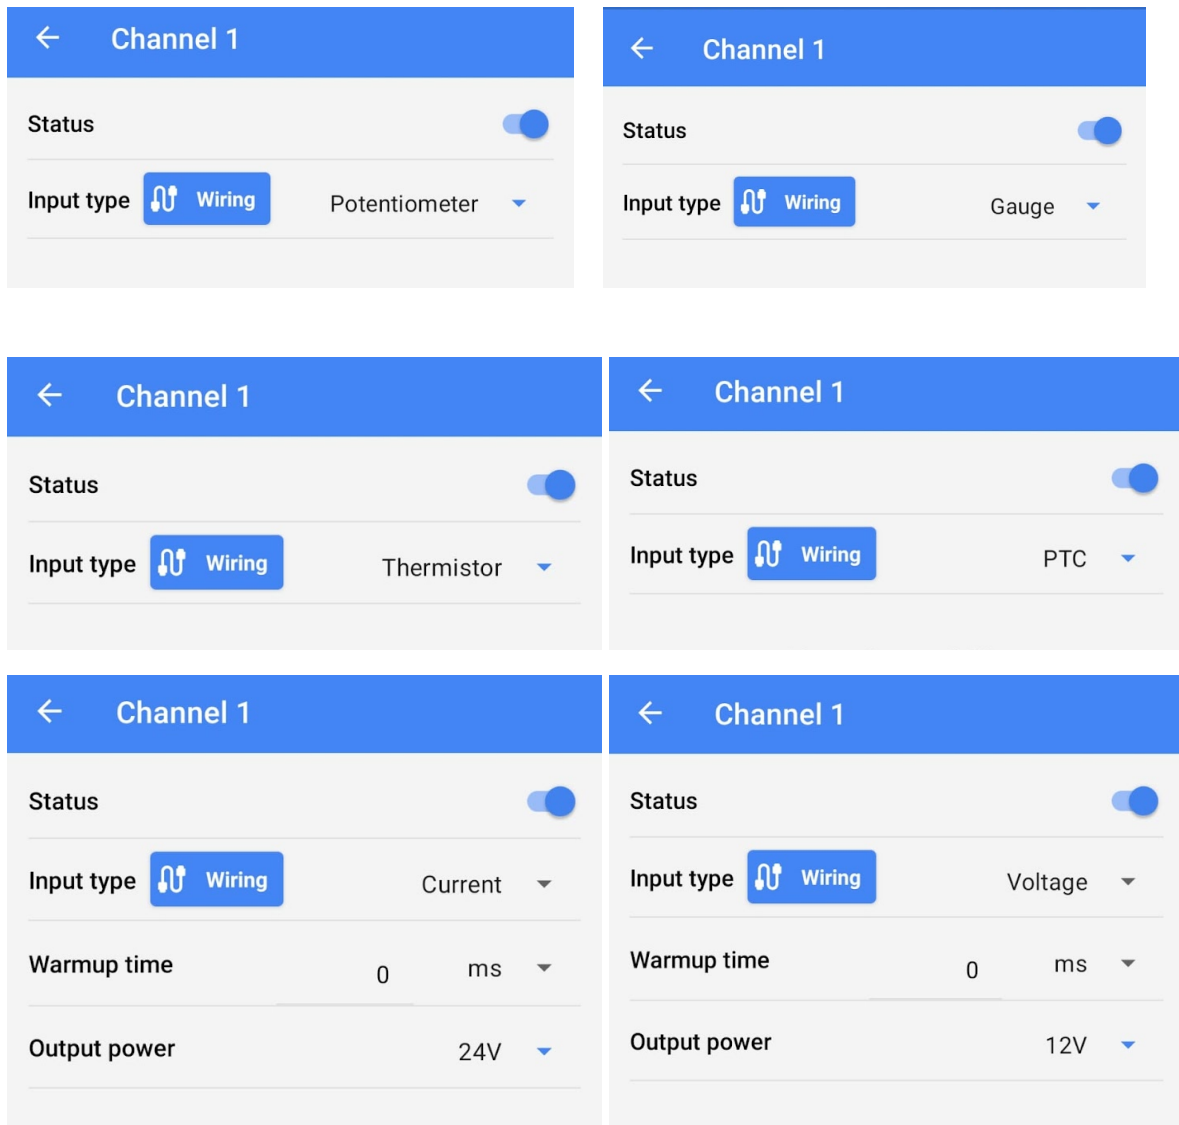 Channel 1
Status
Input type Wiring Potentiometer
Channel 1
Status
Input type Wiring Gauge
Channel 1
Status
Input type Wiring Thermistor
Channel 1
Status
Input type Wiring PTC
Channel 1
Status
Input type Wiring Current
Warmup time 0 ms
Output power 24V
Channel 1
Status
Input type Wiring Voltage
Warmup time 0 ms
Output power 12V